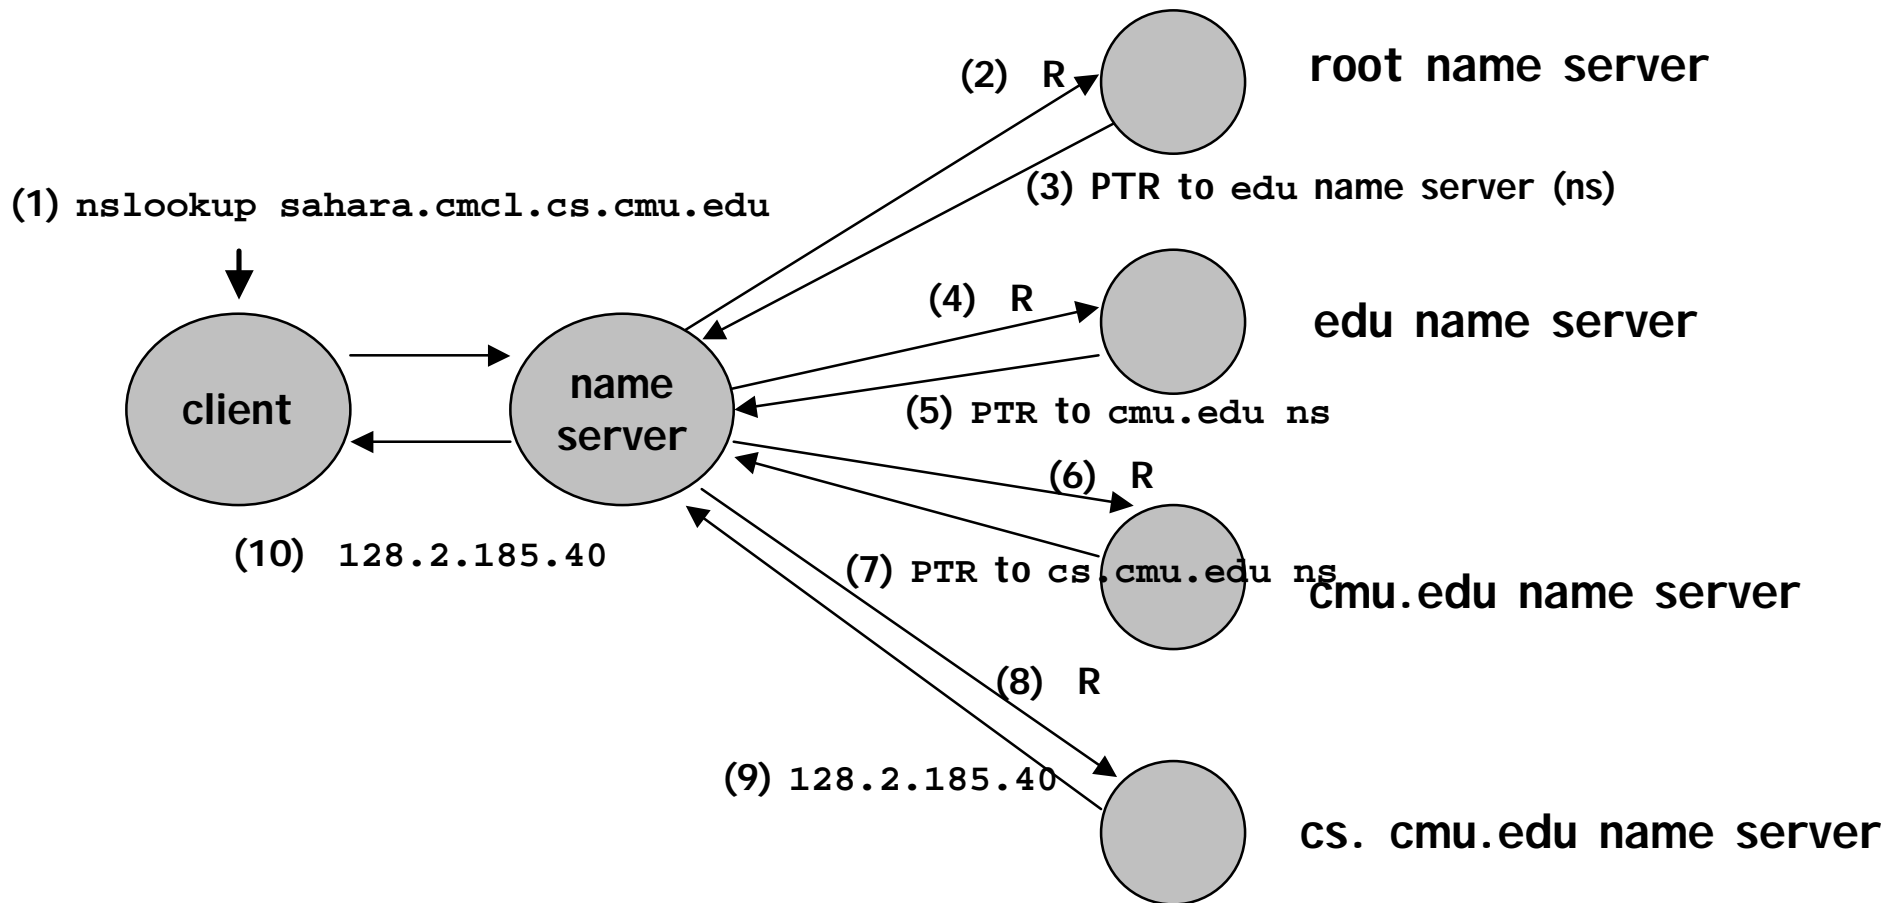 (2) R
root name server
(3) PTR to edu name server (ns)
(1) nslookup sahara.cmcl.cs.cmu.edu
(4) R
edu name server
client
name
server
(5) PTR to cmu.edu ns
(6) R
(10) 128.2.185.40
(7) PTR to cs.cmu.edu ns
cmu.edu name server
(8) R
(9) 128.2.185.40
cs. cmu.edu name server